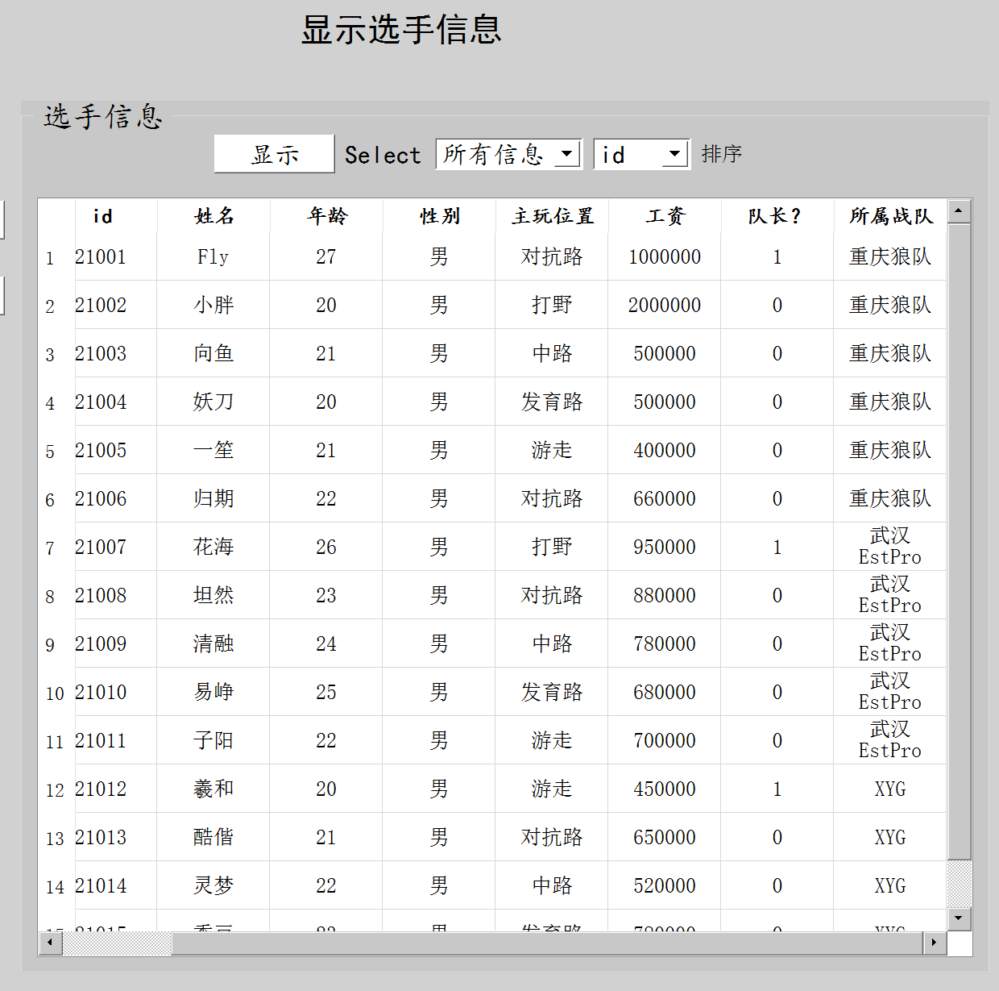 显示选手信息
选手信息
显示 Select 所有信息 id 排序
id 姓名 年龄 性别 主玩位置 工资 队长? 所属战队
1 21001 Fly 27 男 对抗路 1000000 1 重庆狼队
2 21002 小胖 20 男 打野 2000000 0 重庆狼队
3 21003 向鱼 21 男 中路 500000 0 重庆狼队
4 21004 妖刀 20 男 发育路 500000 0 重庆狼队
5 21005 一笙 21 男 游走 400000 0 重庆狼队
6 21006 归期 22 男 对抗路 660000 0 重庆狼队
7 21007 花海 26 男 打野 950000 1 武汉
EstPro
8 21008 坦然 23 男 对抗路 880000 0 武汉
EstPro
9 21009 清融 24 男 中路 780000 0 武汉
EstPro
10 21010 易峥 25 男 发育路 680000 0 武汉
EstPro
11 21011 子阳 22 男 游走 700000 0 武汉
EstPro
12 21012 羲和 20 男 游走 450000 1 XYG
13 21013 酷偕 21 男 对抗路 650000 0 XYG
14 21014 灵梦 22 男 中路 520000 0 XYG